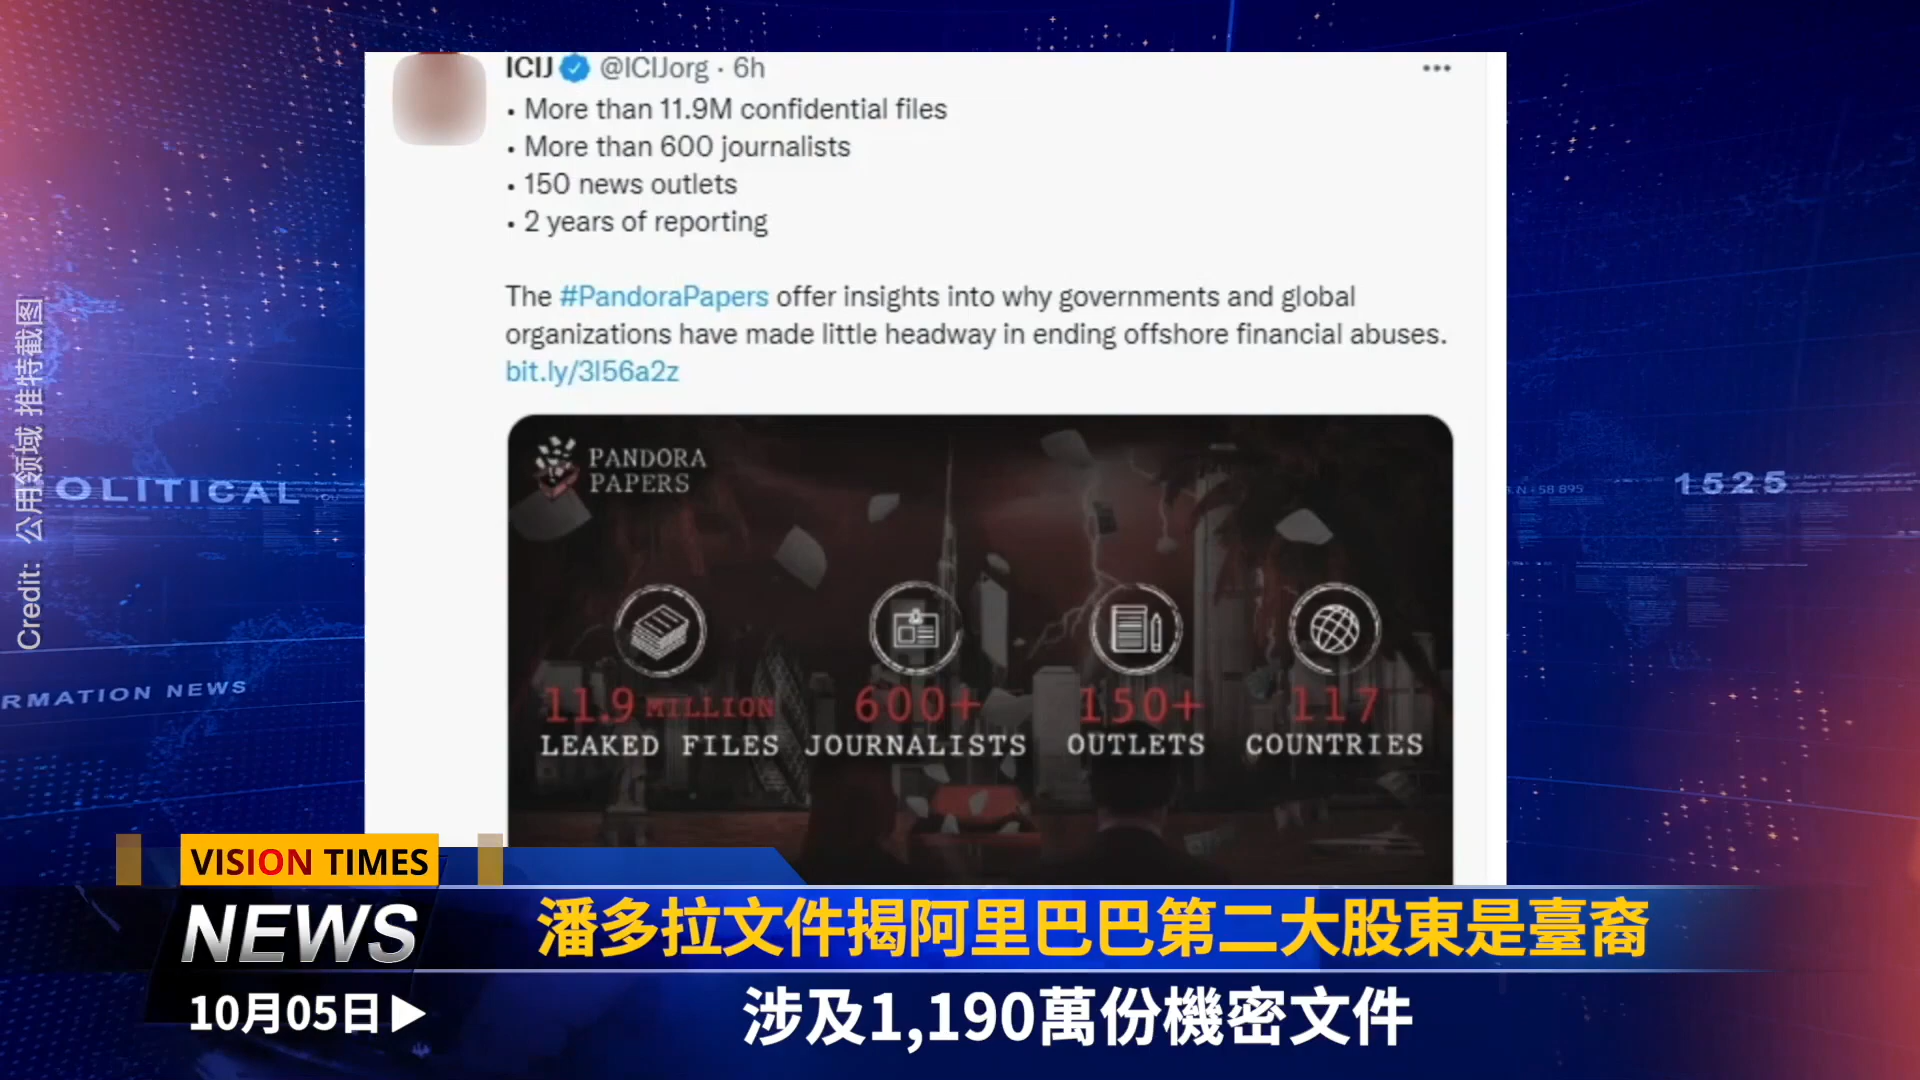 ICIJ @ICIJorg · 6h
• More than 11.9M confidential files
• More than 600 journalists
• 150 news outlets
• 2 years of reporting
The #PandoraPapers offer insights into why governments and global
organizations have made little headway in ending offshore financial abuses.
bit.ly/3l56a2z
PANDORA
PAPERS
11.9 MILLION
LEAKED FILES
600+
JOURNALISTS
150+
OUTLETS
117
COUNTRIES
Credit: 公用领域 推特截图
OLITICAL
RMATION NEWS
1525
VISION TIMES
NEWS
潘多拉文件揭阿里巴巴第二大股東是臺裔
10月05日
涉及1,190萬份機密文件